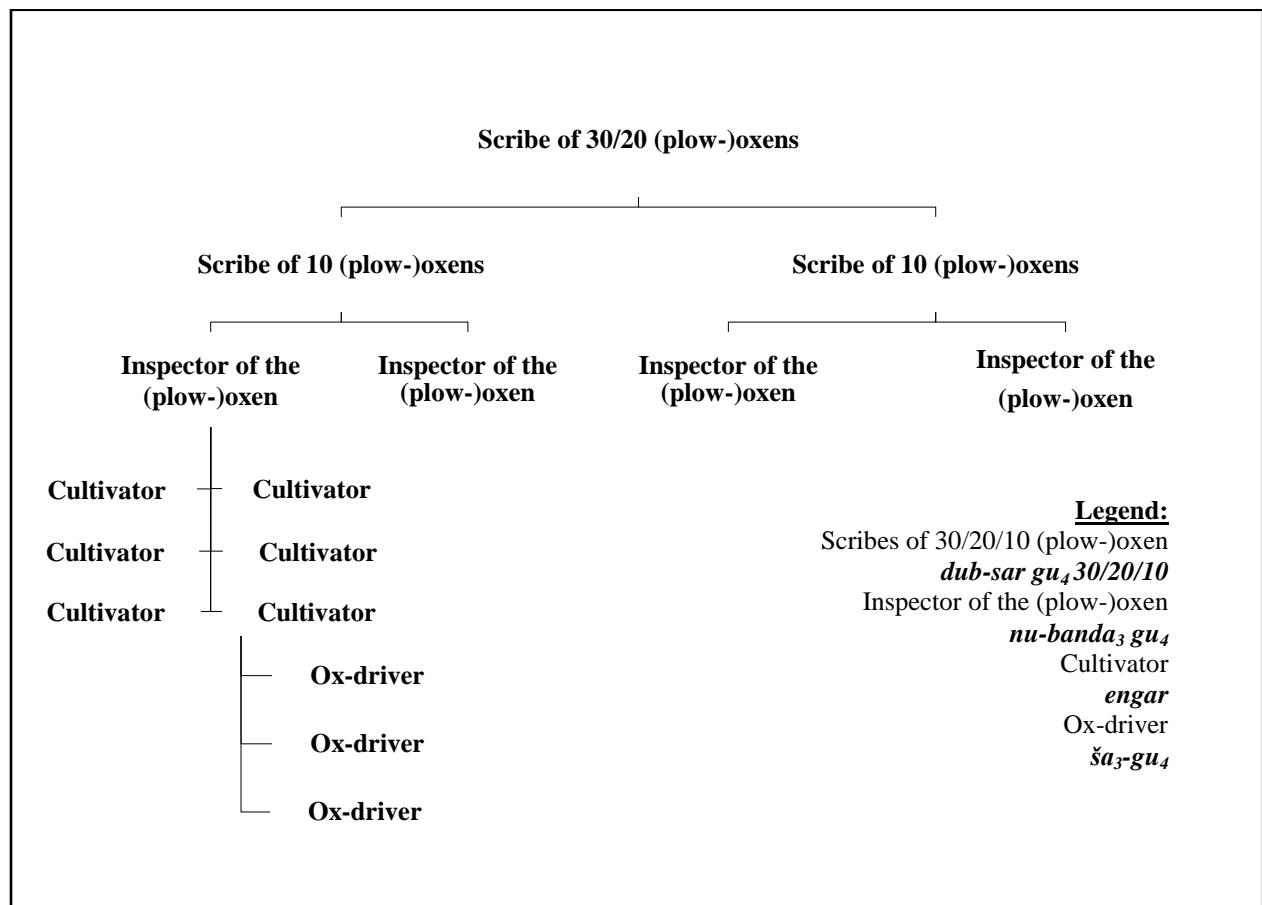 Scribe of 30/20 (plow-)oxens
Scribe of 10 (plow-)oxens
Scribe of 10 (plow-)oxens
Inspector of the
(plow-)oxen
Inspector of the
(plow-)oxen
Inspector of the
(plow-)oxen
Inspector of the
(plow-)oxen
Cultivator
Cultivator
Cultivator
Cultivator
Cultivator
Cultivator
Ox-driver
Ox-driver
Ox-driver
Legend:
Scribes of 30/20/10 (plow-)oxen
dub-sar gu₄ 30/20/10
Inspector of the (plow-)oxen
nu-banda₃ gu₄
Cultivator
engar
Ox-driver
ša₃-gu₄